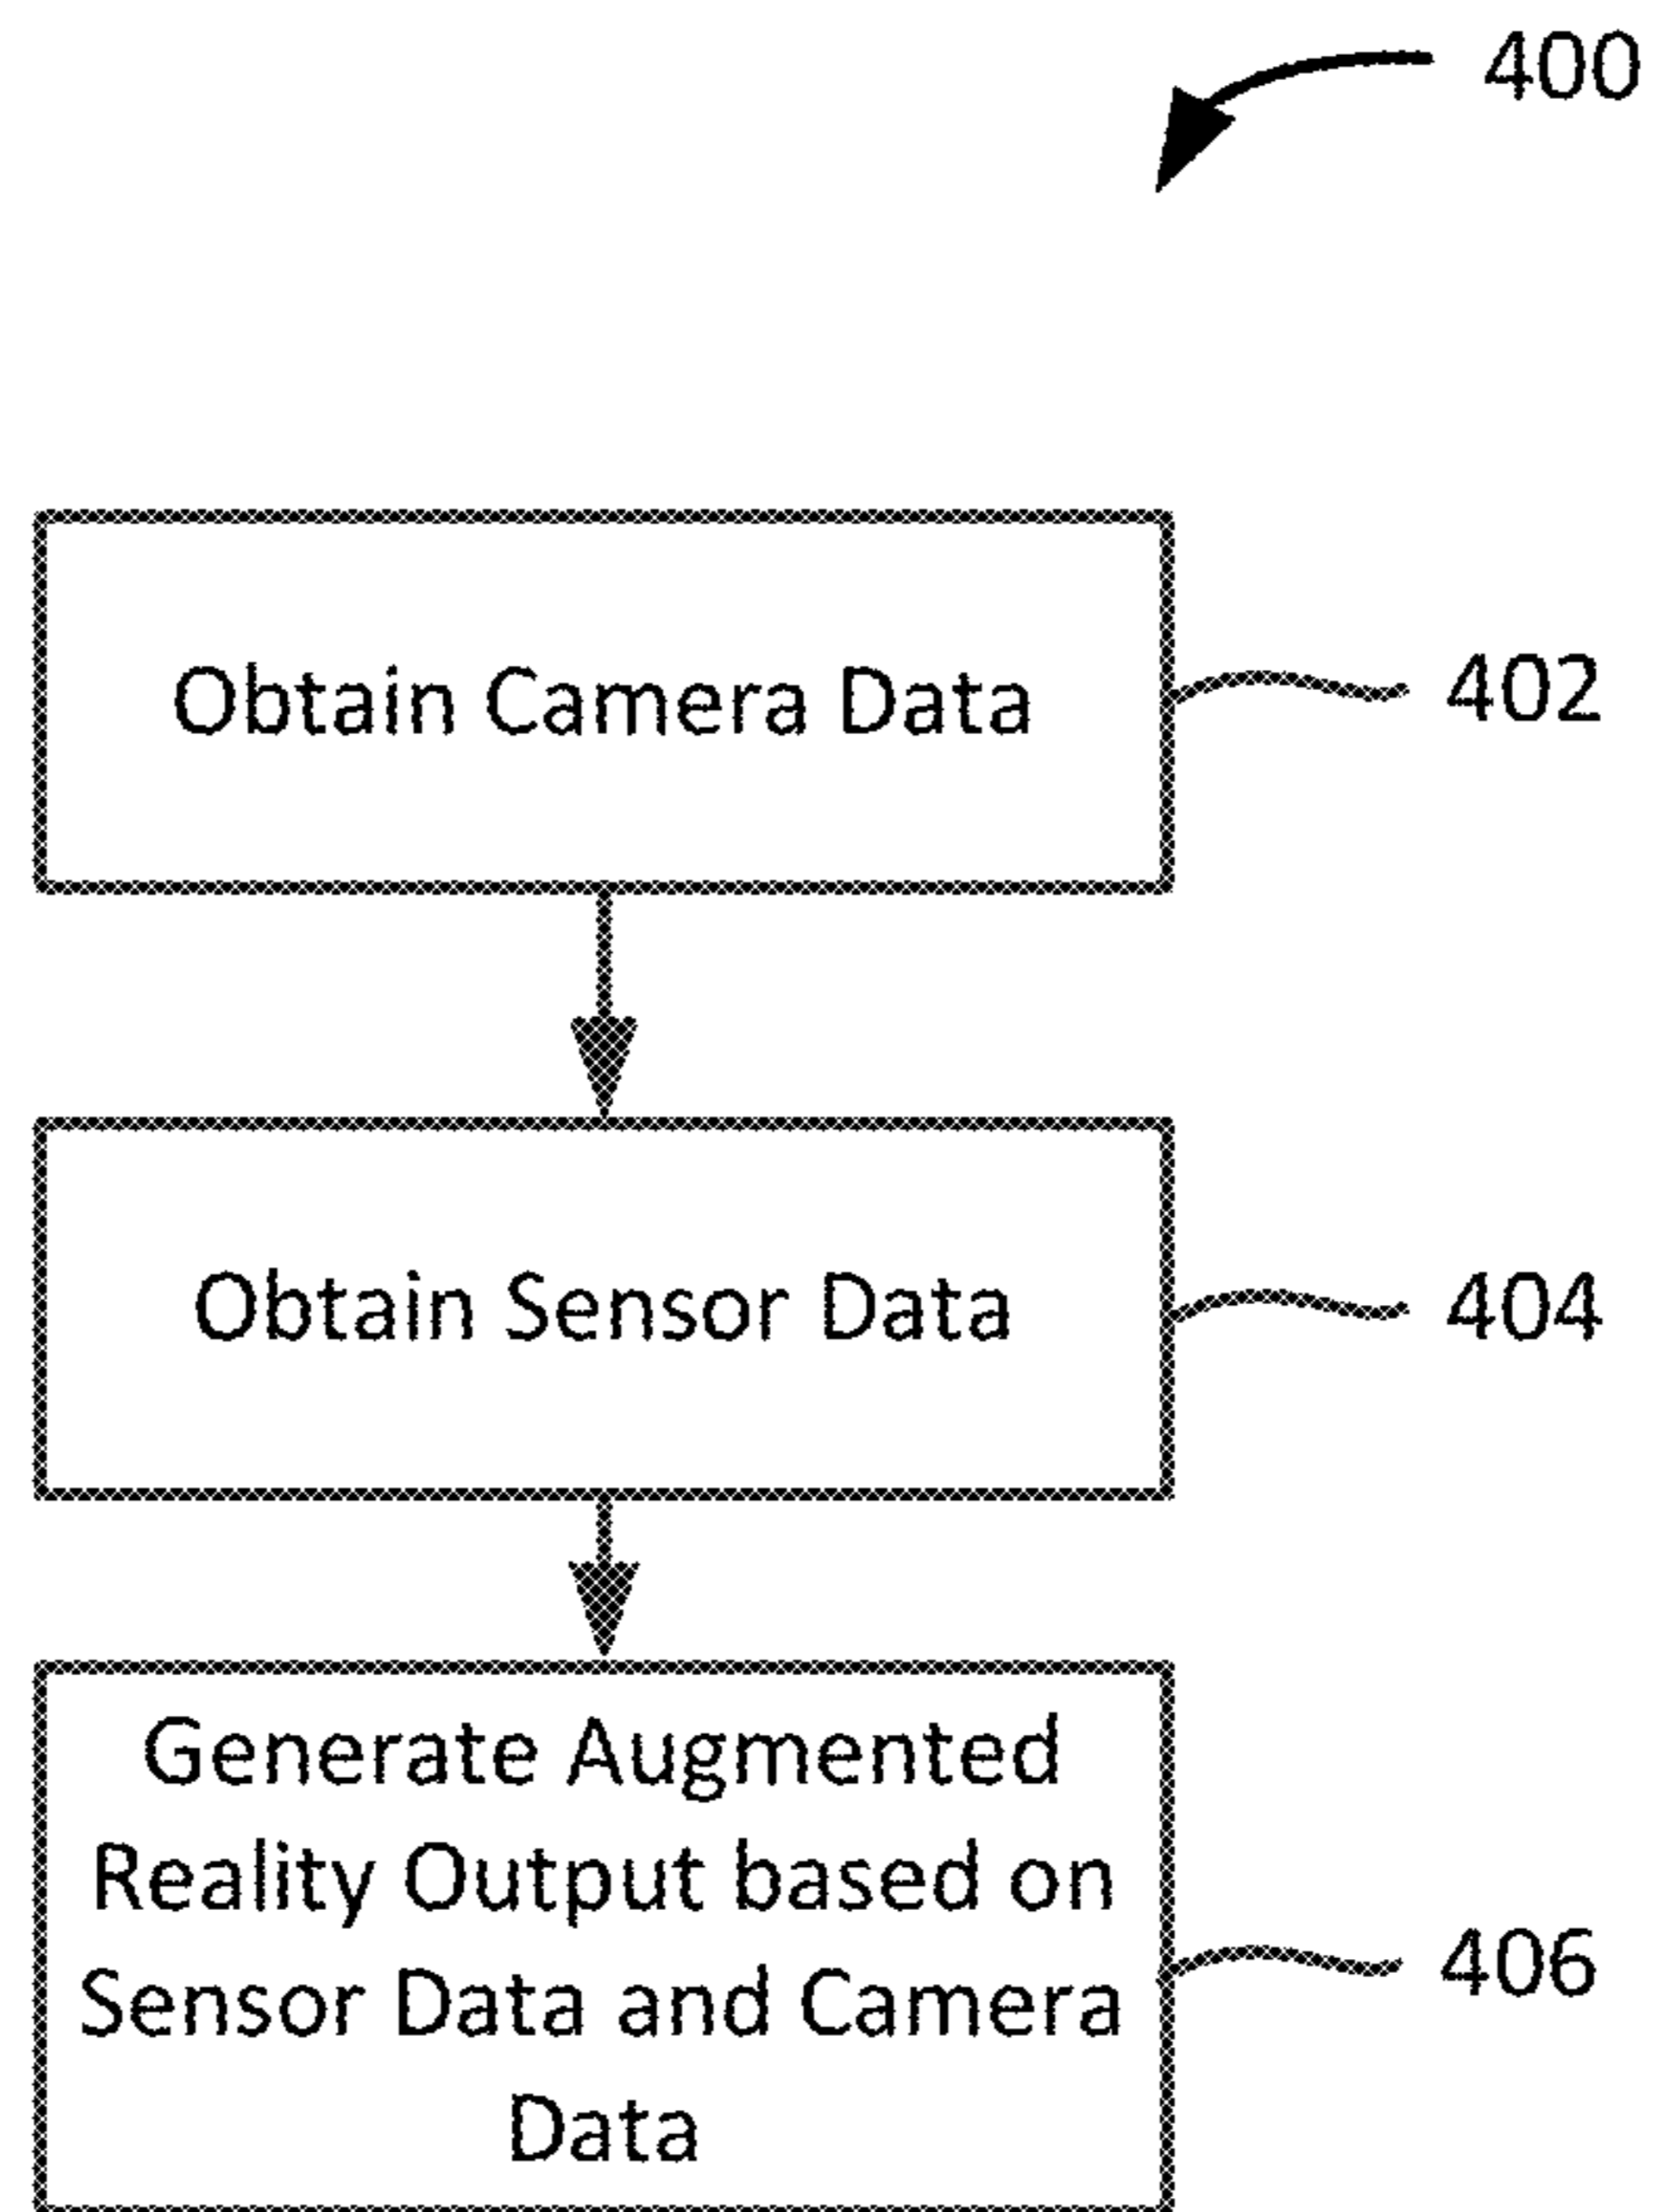 400
Obtain Camera Data
402
Obtain Sensor Data
404
Generate Augmented
Reality Output based on
Sensor Data and Camera
Data
406